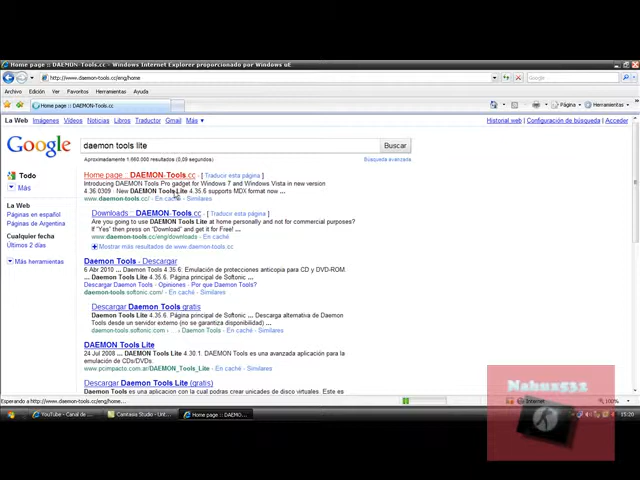 Home page :: DAEMON-Tools.cc - Windows Internet Explorer proporcionado por Windows uE
http://www.daemon-tools.cc/eng/home
Google
Archivo Edición Ver Favoritos Herramientas Ayuda
Home page :: DAEMON-Tools.cc
Página Herramientas
La Web Imágenes Vídeos Noticias Libros Traductor Gmail Más ▼
Historial web | Configuración de búsqueda | Acceder
Google
daemon tools lite
Buscar
Aproximadamente 1.660.000 resultados (0,09 segundos)
Búsqueda avanzada
Todo
Más
La Web
Páginas en español
Páginas de Argentina
Cualquier fecha
Últimos 2 días
Más herramientas
Home page :: DAEMON-Tools.cc - [ Traducir esta página ]
Introducing DAEMON Tools Pro gadget for Windows 7 and Windows Vista in new version
4.36.0309 · New DAEMON Tools Lite 4.35.6 supports MDX format now ...
www.daemon-tools.cc/ - En caché - Similares
Downloads :: DAEMON-Tools.cc - [ Traducir esta página ]
Are you going to use DAEMON Tools Lite at home personally and not for commercial purposes?
If "Yes" then press on "Download" and get it for Free! ...
www.daemon-tools.cc/eng/downloads - En caché
Mostrar más resultados de www.daemon-tools.cc
Daemon Tools - Descargar
6 Abr 2010 ... Daemon Tools Lite 4.35.6: Emulación de protecciones anticopia para CD y DVD-ROM.
Daemon Tools Lite 4.35.6. Página principal de Softonic ...
Descargar Daemon Tools - Opiniones - Por que Daemon Tools?
daemon-tools.softonic.com/ - En caché - Similares
Descargar Daemon Tools gratis
Daemon Tools Lite 4.35.6. Página principal de Softonic ... Descarga alternativa de Daemon
Tools desde un servidor externo (no se garantiza disponibilidad) ...
daemon-tools.softonic.com › ... › Daemon Tools - En caché - Similares
DAEMON Tools Lite
24 Jul 2008 ... DAEMON Tools Lite 4.30.1. DAEMON Tools es una avanzada aplicación para la
emulación de CDs/DVDs.
www.pcimpacto.com.ar/DAEMON_Tools_Lite - En caché - Similares
Descargar Daemon Tools Lite (gratis)
Daemon Tools es una aplicación con la cual podras crear unidades de disco virtuales. Este es
Esperando a http://www.daemon-tools.cc/eng/home...
Internet
100%
YouTube - Canal de ...
Camtasia Studio - Unt...
Home page :: DAEMO...
15:20
Nahux532